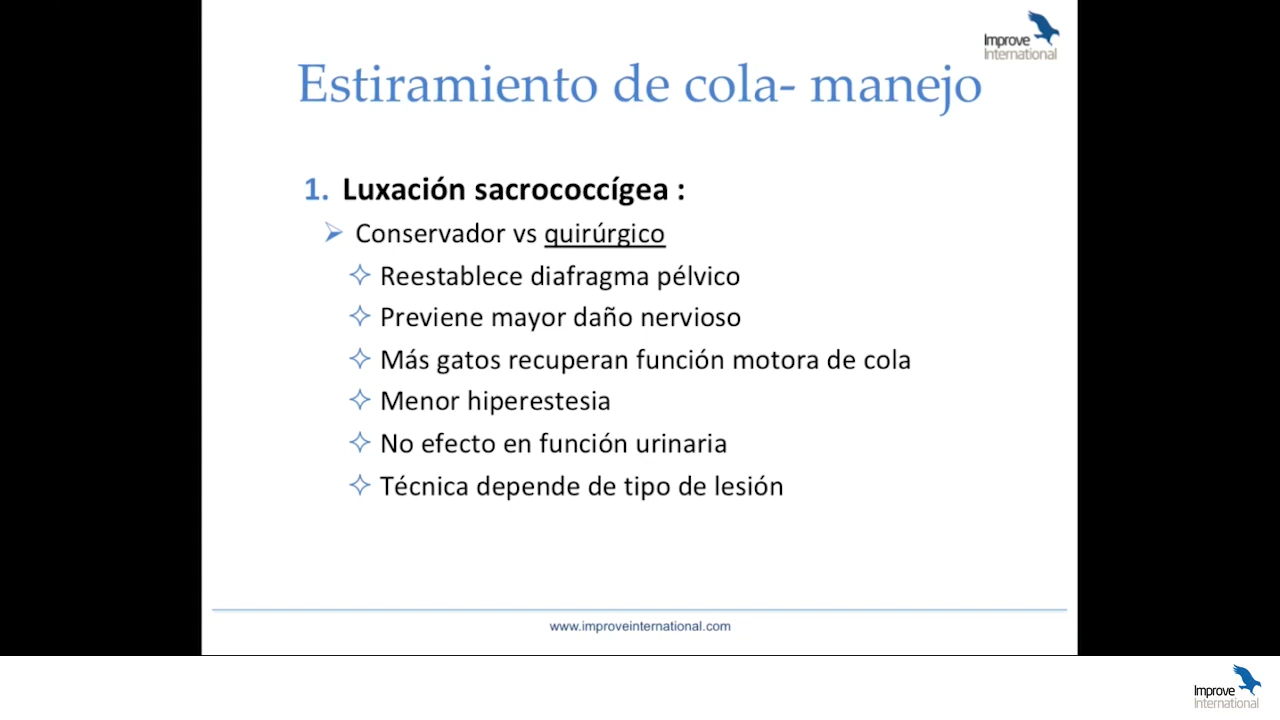 Improve
International
Estiramiento de cola- manejo
1. Luxación sacrococcígea :
Conservador vs quirúrgico
Reestablece diafragma pélvico
Previene mayor daño nervioso
Más gatos recuperan función motora de cola
Menor hiperestesia
No efecto en función urinaria
Técnica depende de tipo de lesión
www.improveinternational.com
Improve
International